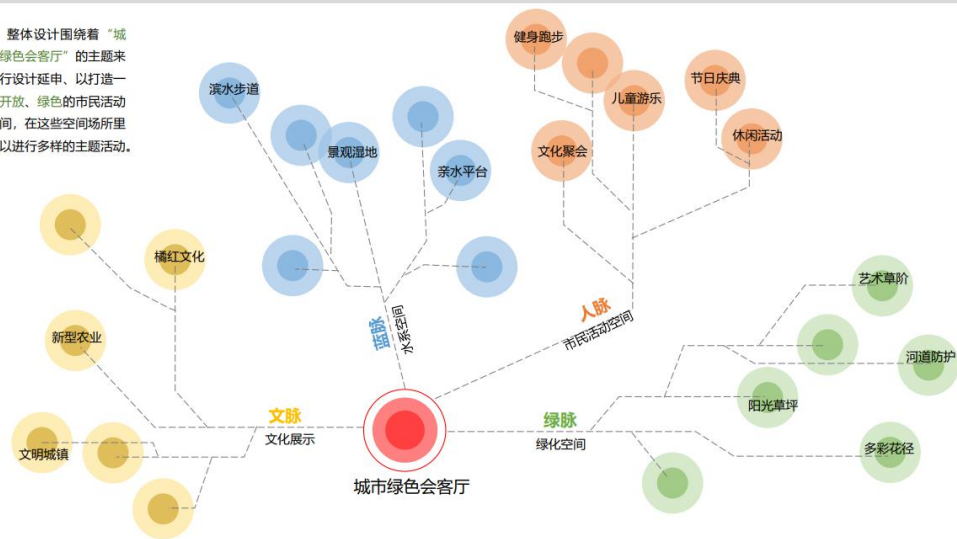 整体设计围绕着“城
绿色会客厅”的主题来
行设计延申、以打造一
开放、绿色的市民活动
间，在这些空间场所里
以进行多样的主题活动。
健身跑步
儿童游乐
节日庆典
滨水步道
景观湿地
亲水平台
文化聚会
休闲活动
橘红文化
新型农业
文明城镇
艺术草阶
河道防护
阳光草坪
多彩花径
蓝脉
水系空间
人脉
市民活动空间
文脉
文化展示
绿脉
绿化空间
城市绿色会客厅